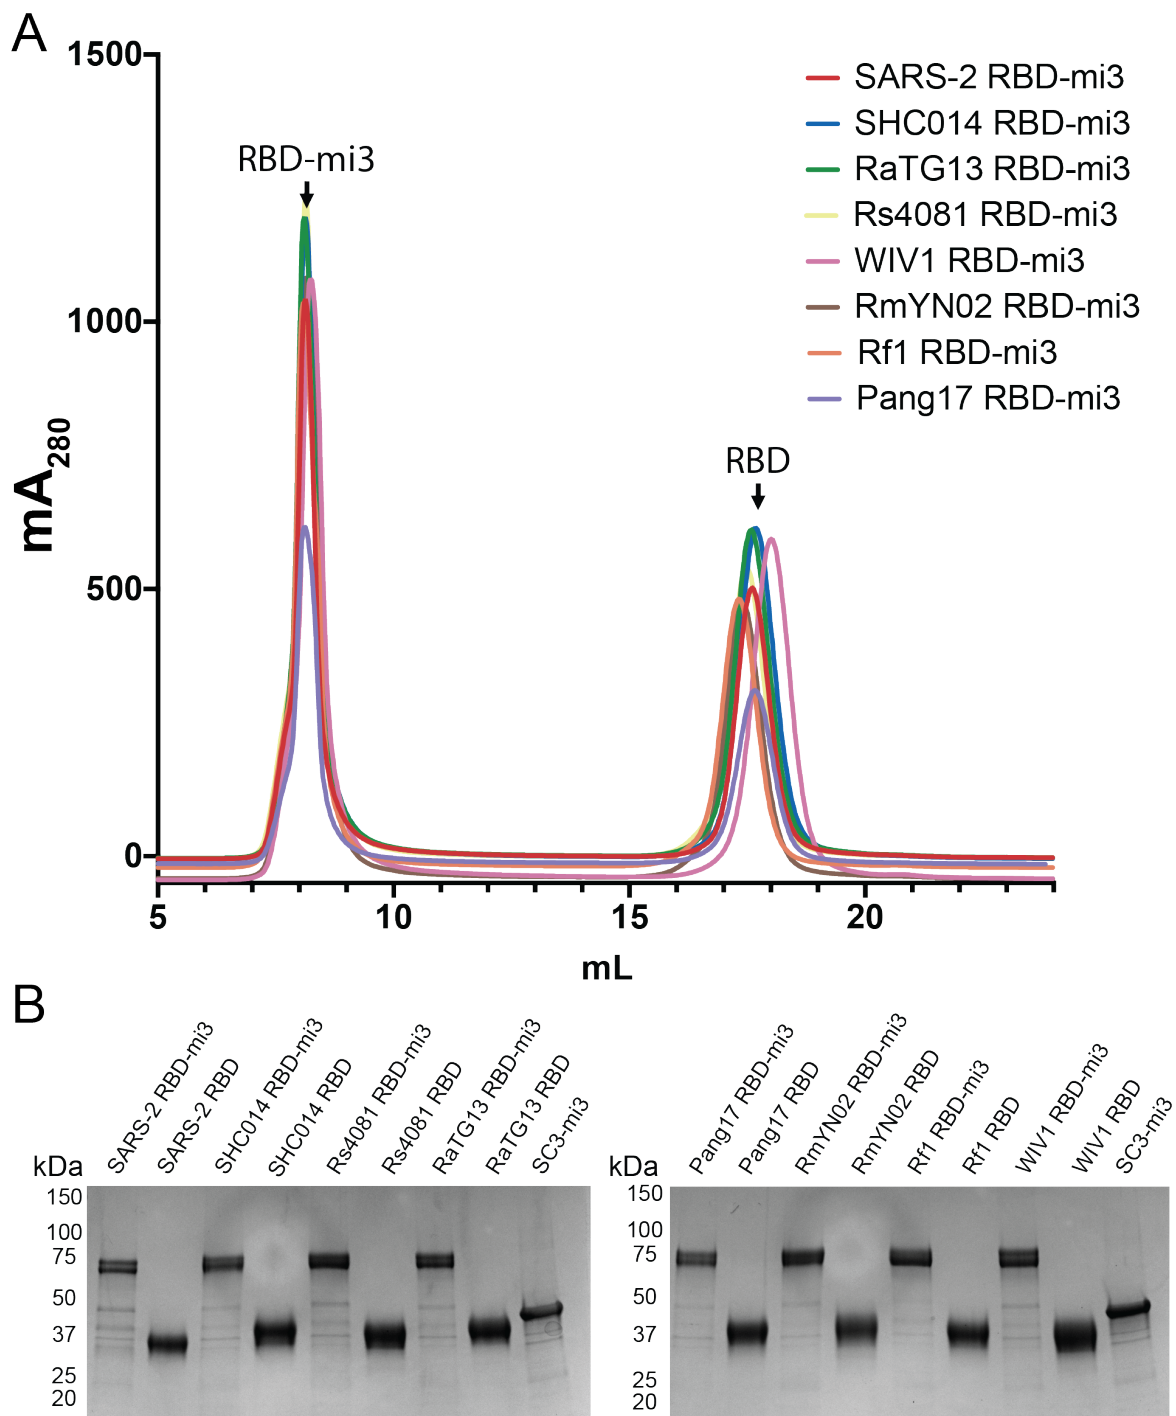 A
1500
SARS-2 RBD-mi3
SHC014 RBD-mi3
RBD-mi3
RaTG13 RBD-mi3
Rs4081 RBD-mi3
WIV1 RBD-mi3
1000
RmYN02 RBD-mi3
Rf1 RBD-mi3
Pang17 RBD-mi3
RBD
mA280
500
0
5 10 15 20
mL
B
SARS-2 RBD-mi3
SARS-2 RBD
SHC014 RBD-mi3
SHC014 RBD
Rs4081 RBD-mi3
Rs4081 RBD
RaTG13 RBD-mi3
RaTG13 RBD
SC3-mi3
kDa
150
100
75
50
37
25
20
Pang17 RBD-mi3
Pang17 RBD
RmYN02 RBD-mi3
RmYN02 RBD
Rf1 RBD-mi3
Rf1 RBD
WIV1 RBD-mi3
WIV1 RBD
SC3-mi3
kDa
150
100
75
50
37
25
20